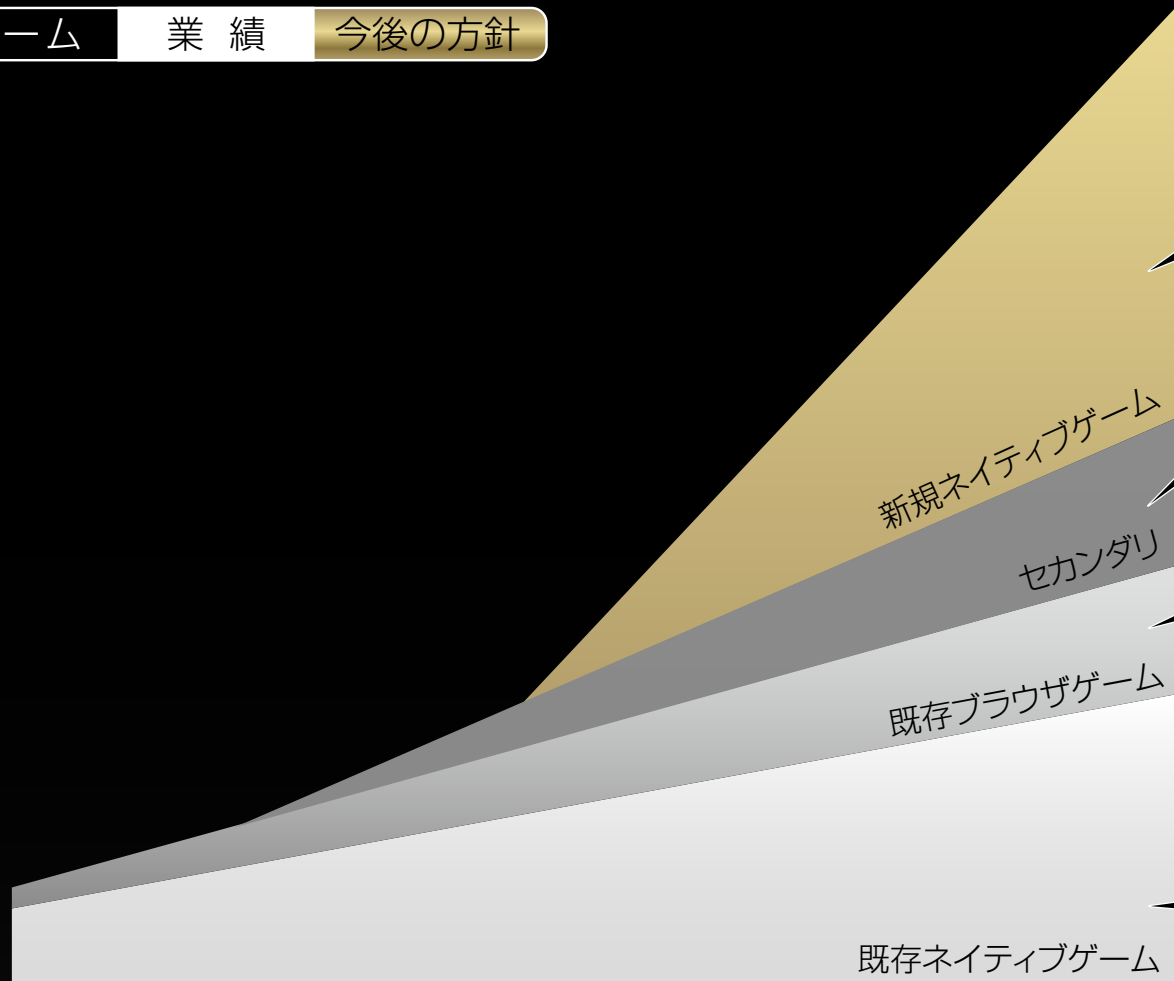 ーム 業 績 今後の方針
新規ネイティブゲーム
セカンダリ
既存ブラウザゲーム
既存ネイティブゲーム